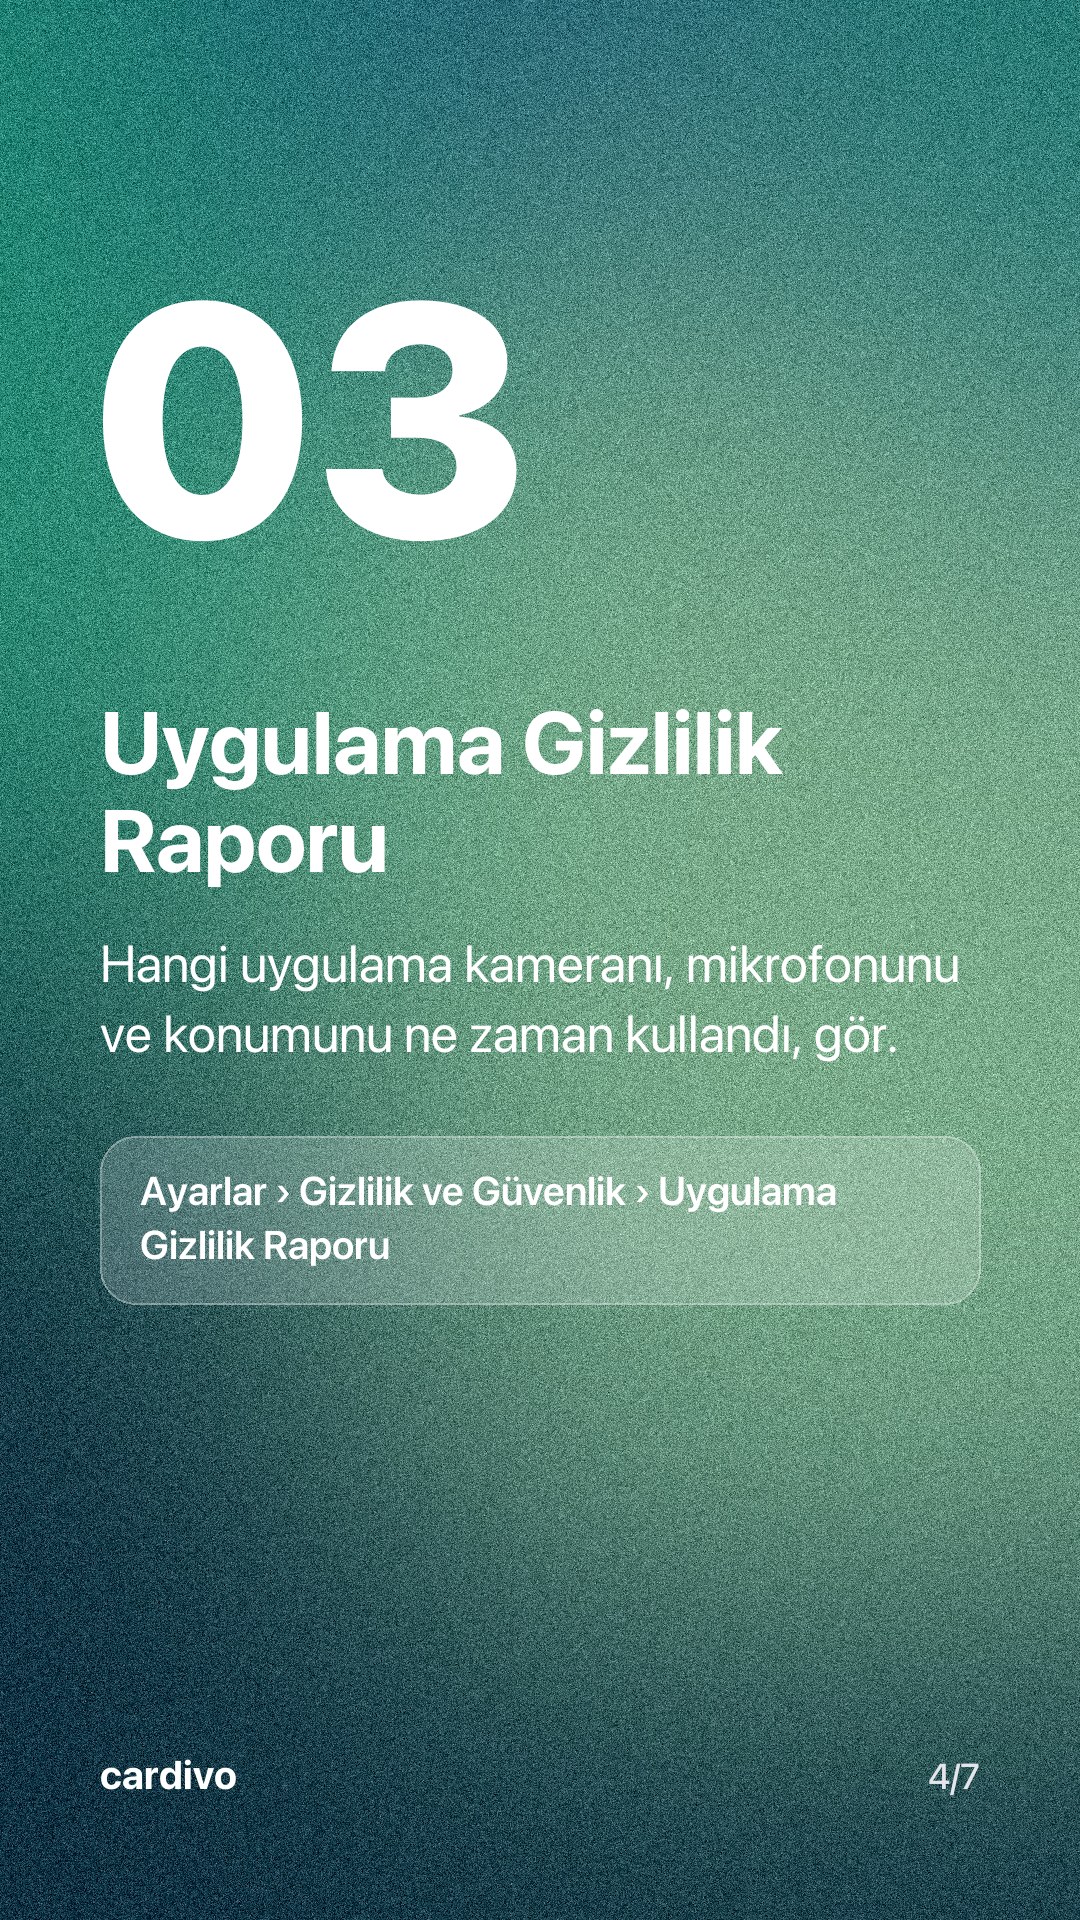 03
Uygulama Gizlilik
Raporu
Hangi uygulama kameranı, mikrofonunu
ve konumunu ne zaman kullandı, gör.
Ayarlar › Gizlilik ve Güvenlik › Uygulama
Gizlilik Raporu
cardivo
4/7